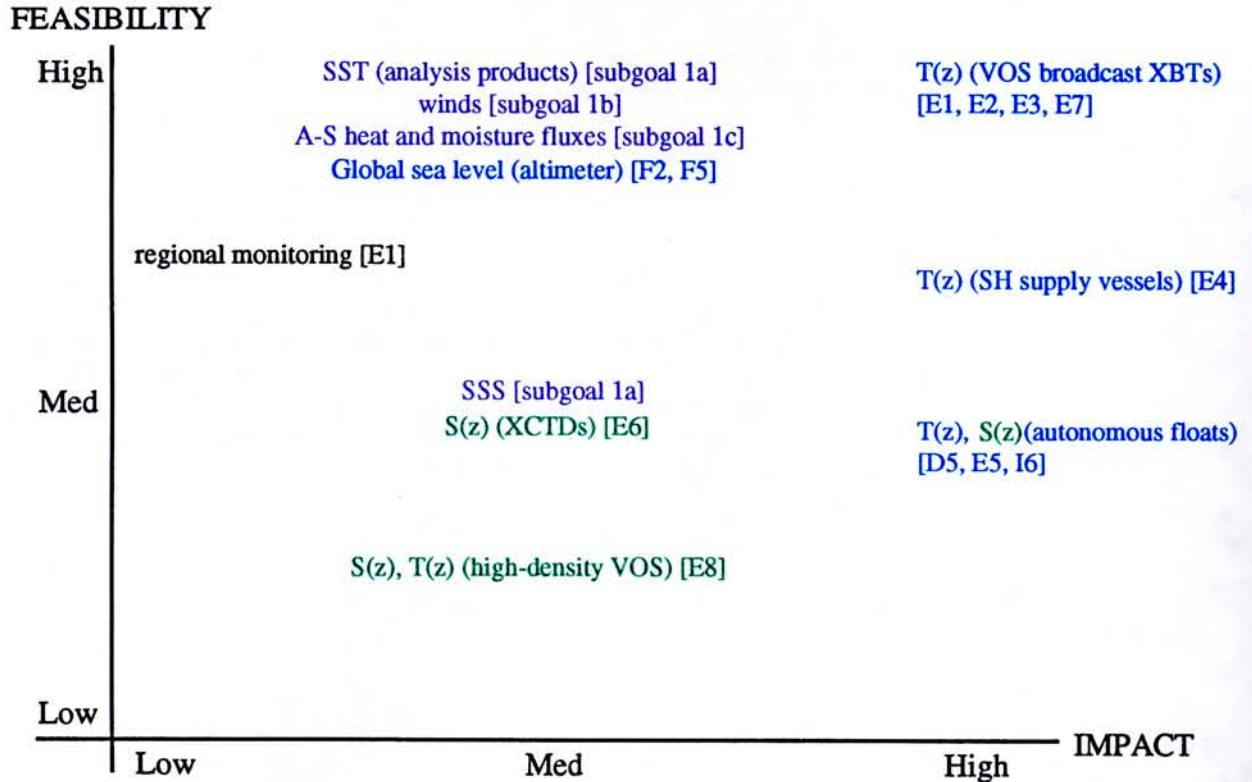 FEASIBILITY
High
SST (analysis products) [subgoal 1a]
winds [subgoal 1b]
A-S heat and moisture fluxes [subgoal 1c]
Global sea level (altimeter) [F2, F5]
T(z) (VOS broadcast XBTs)
[E1, E2, E3, E7]
regional monitoring [E1]
T(z) (SH supply vessels) [E4]
Med
SSS [subgoal 1a]
S(z) (XCTDs) [E6]
T(z), S(z)(autonomous floats)
[D5, E5, I6]
S(z), T(z) (high-density VOS) [E8]
Low
IMPACT
Low
Med
High